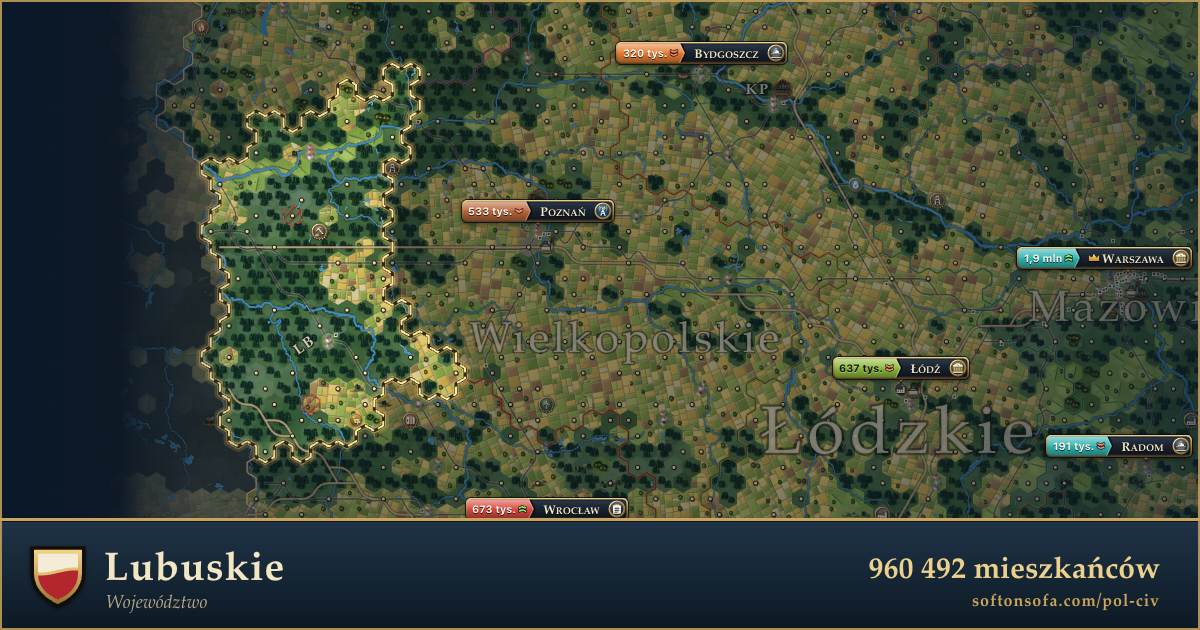 320 tys. BYDGOSZCZ
KP
533 tys. POZNAŃ
1,9 mln WARSZAWA
Mazowi
LB
Wielkopolskie
637 tys. ŁÓDŹ
Łódzkie
191 tys. RADOM
673 tys. WROCŁAW
Lubuskie
Województwo
960 492 mieszkańców
softonsofa.com/pol-civ